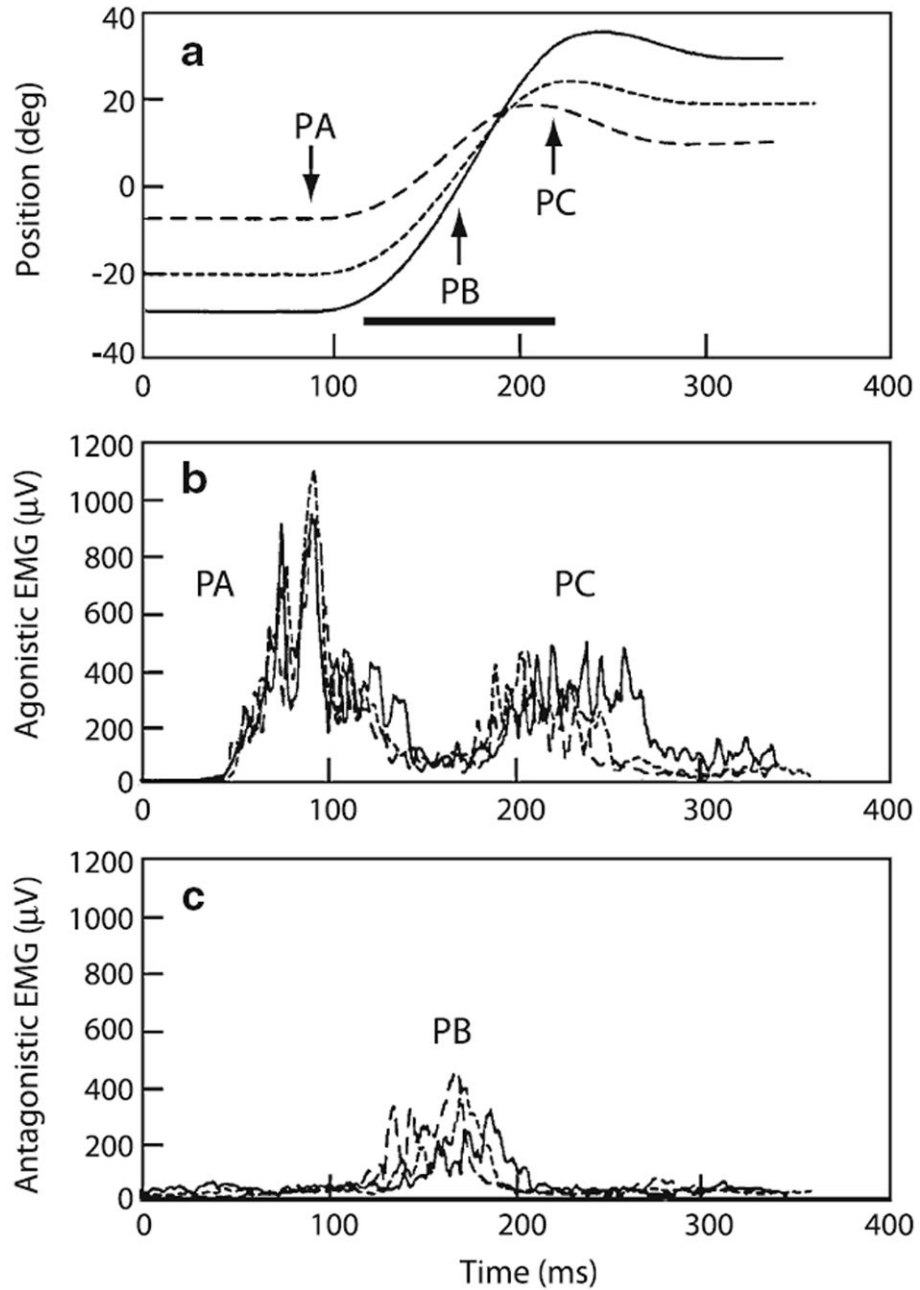 a
Position (deg)
40
20
0
-20
-40
PA
PB
PC
0 100 200 300 400
b
Agonistic EMG (μV)
1200
1000
800
600
400
200
0
PA PC
0 100 200 300 400
c
Antagonistic EMG (μV)
1200
1000
800
600
400
200
0
PB
0 100 200 300 400
Time (ms)